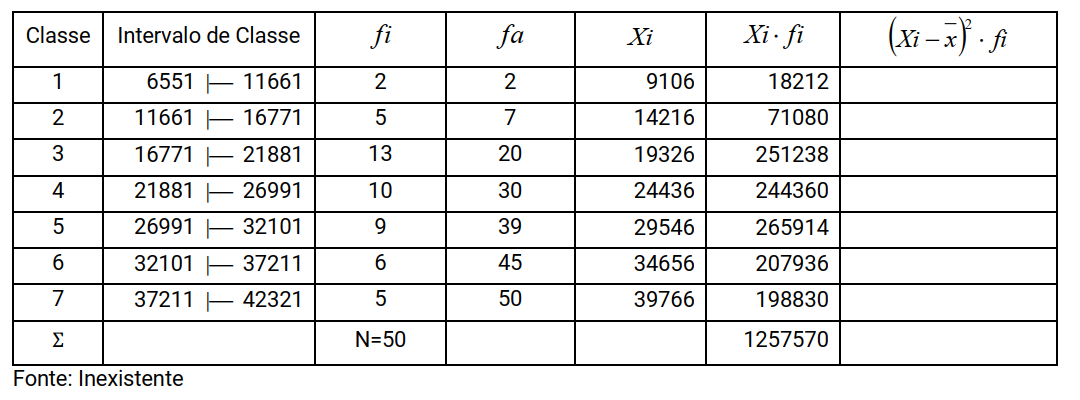 Classe Intervalo de Classe fi fa Xi Xi · fi (Xi − x̅)² · fi
1 6551 |— 11661 2 2 9106 18212
2 11661 |— 16771 5 7 14216 71080
3 16771 |— 21881 13 20 19326 251238
4 21881 |— 26991 10 30 24436 244360
5 26991 |— 32101 9 39 29546 265914
6 32101 |— 37211 6 45 34656 207936
7 37211 |— 42321 5 50 39766 198830
Σ N=50 1257570
Fonte: Inexistente